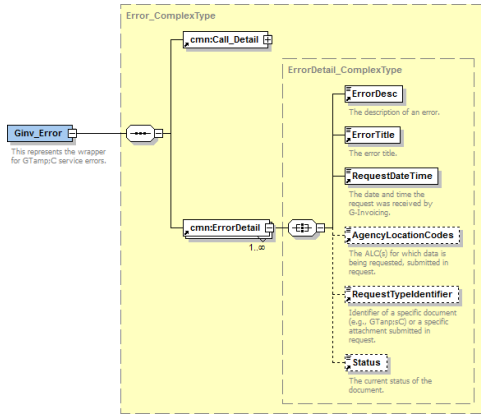 Error_ComplexType
cmn:Call_Detail
ErrorDetail_ComplexType
ErrorDesc
The description of an error.
Ginv_Error
This represents the wrapper
for GTamp;C service errors.
ErrorTitle
The error title.
RequestDateTime
The date and time the
request was received by
G-Invoicing.
cmn:ErrorDetail
1..∞
AgencyLocationCodes
The ALC(s) for which data is
being requested, submitted in
request.
RequestTypeIdentifier
Identifier of a specific document
(e.g., GTanp;sC) or a specific
attachment submitted in
request.
Status
The current status of the
document.